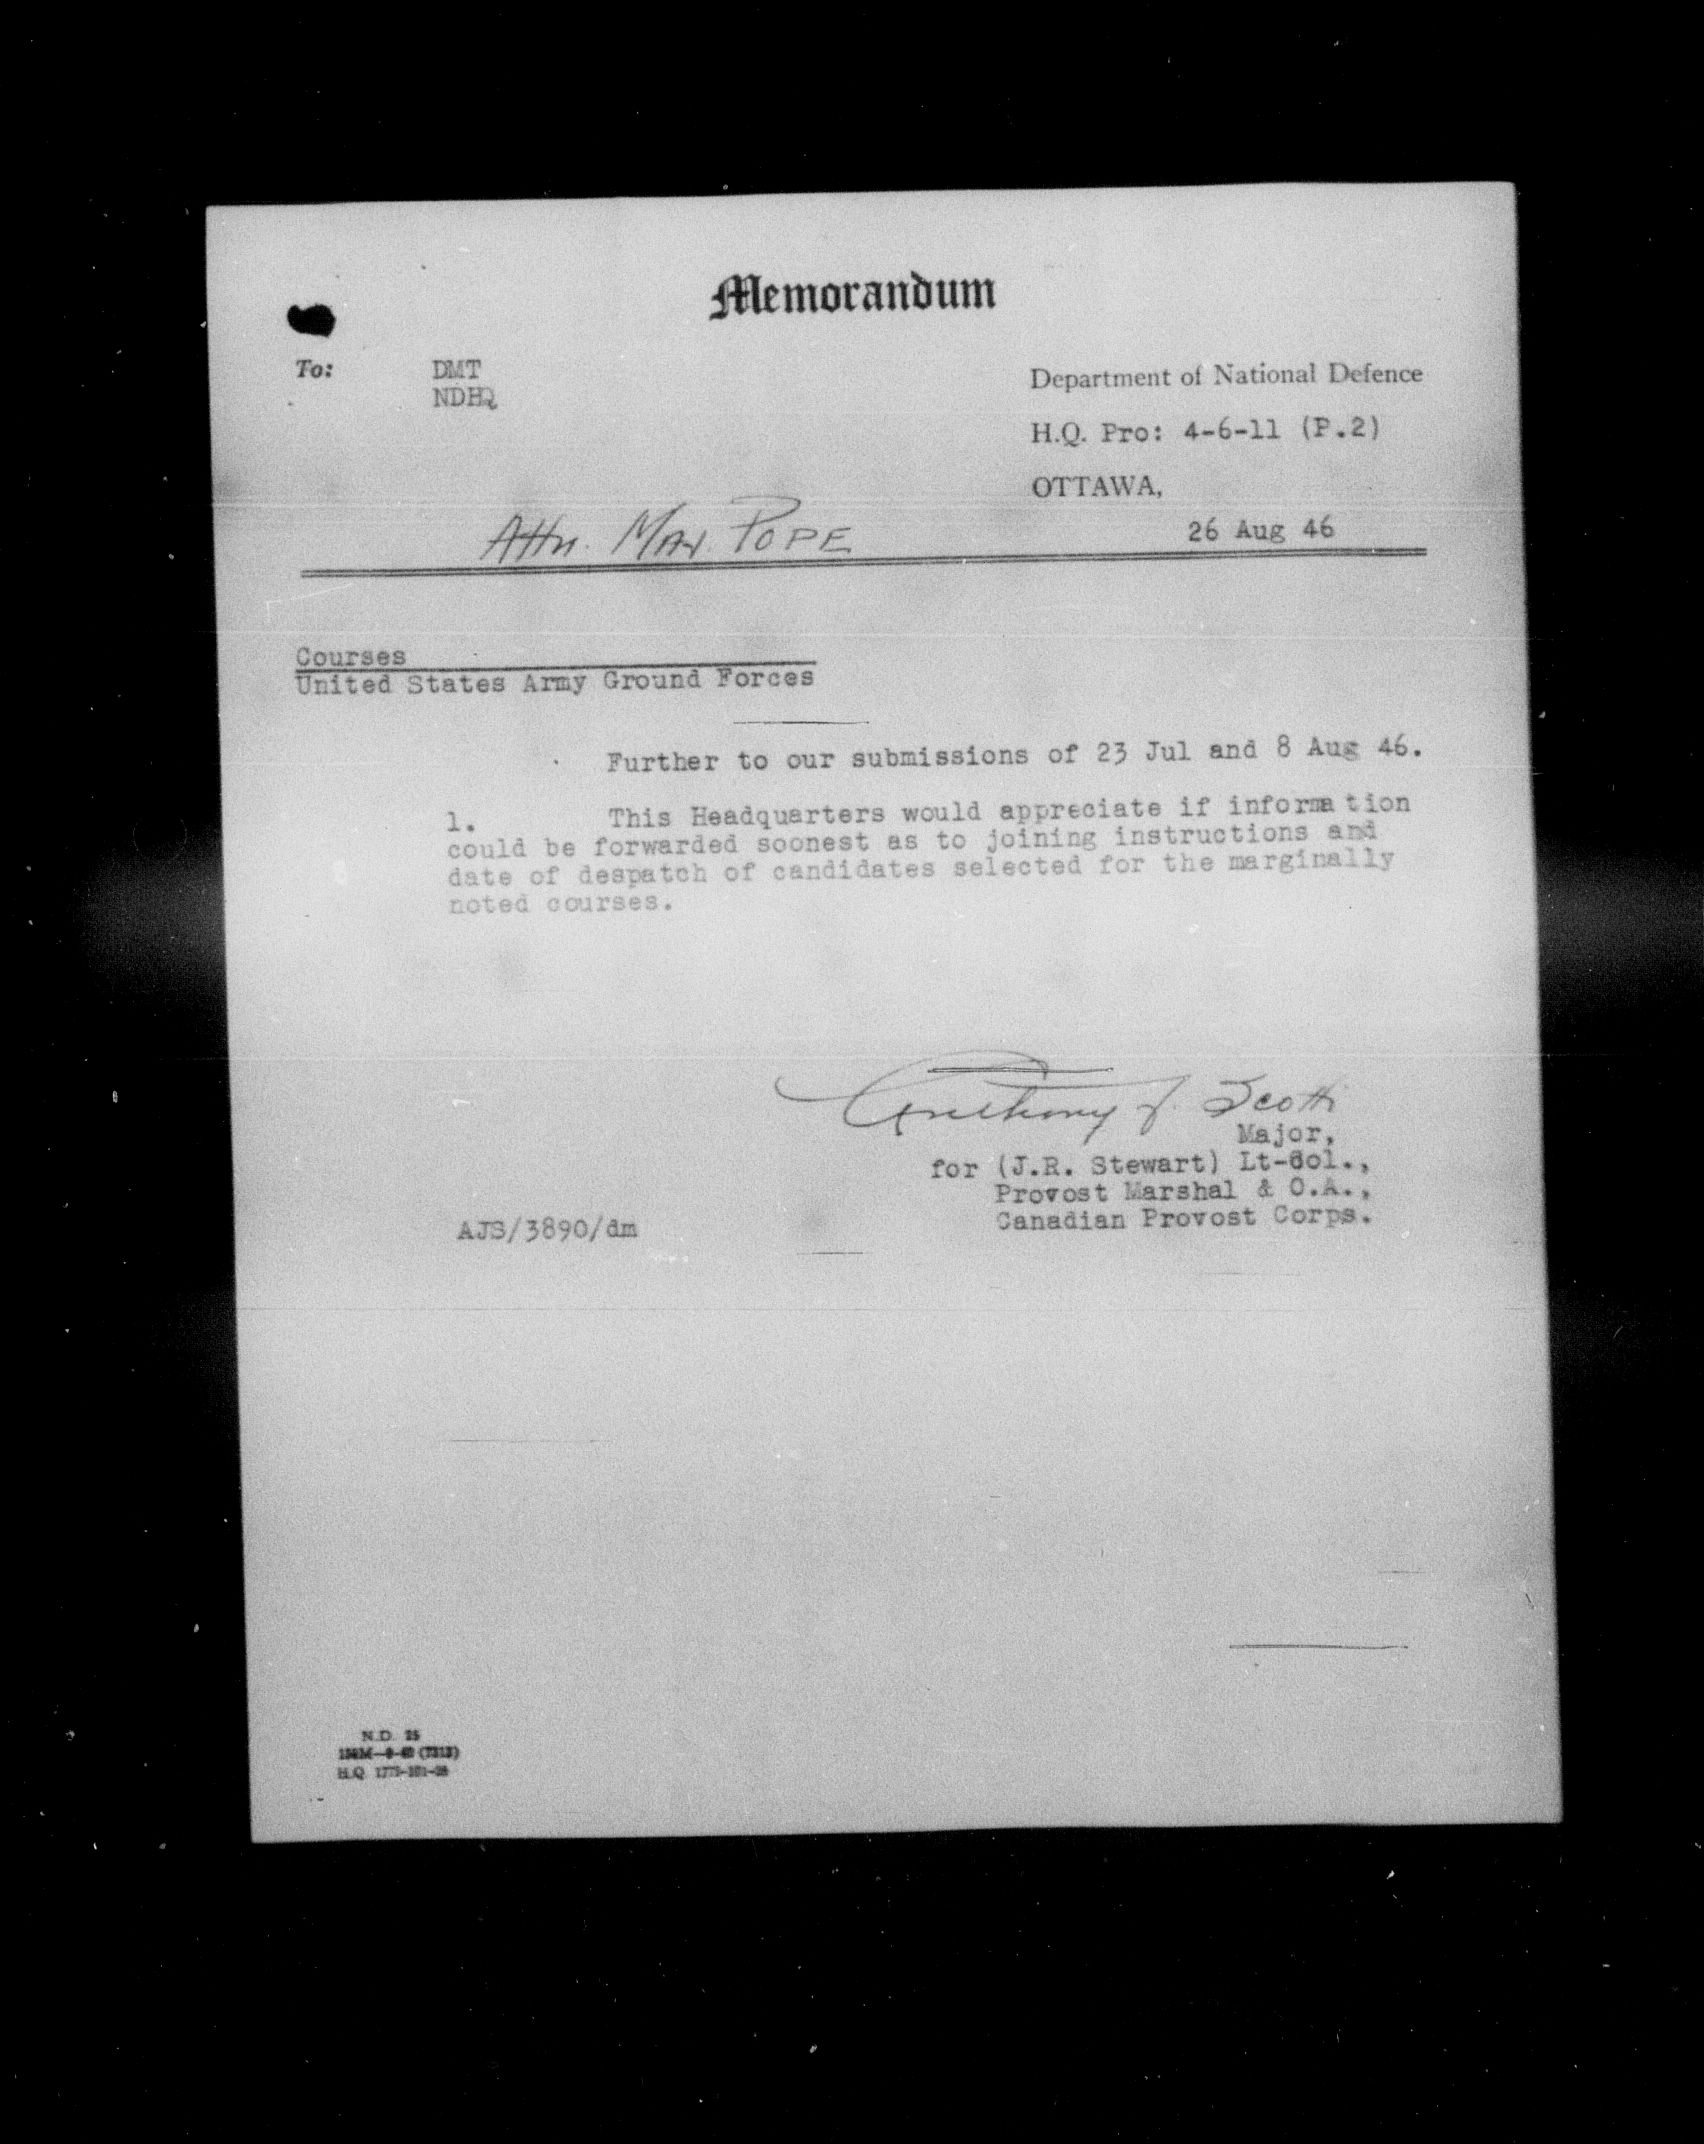 Memorandum
To: DMT
NDHQ
Department of National Defence
H.Q. Pro: 4-6-11 (P.2)
OTTAWA,
26 Aug 46
Attn. Maj. POPE
Courses
United States Army Ground Forces
Further to our submissions of 23 Jul and 8 Aug 46.
1. This Headquarters would appreciate if information
could be forwarded soonest as to joining instructions and
date of despatch of candidates selected for the marginally
noted courses.
Anthony J. Scott
Major,
for (J.R. Stewart) Lt-Col.,
Provost Marshal & O.A.,
Canadian Provost Corps.
AJS/3890/dm
N.D. 25
H.Q.